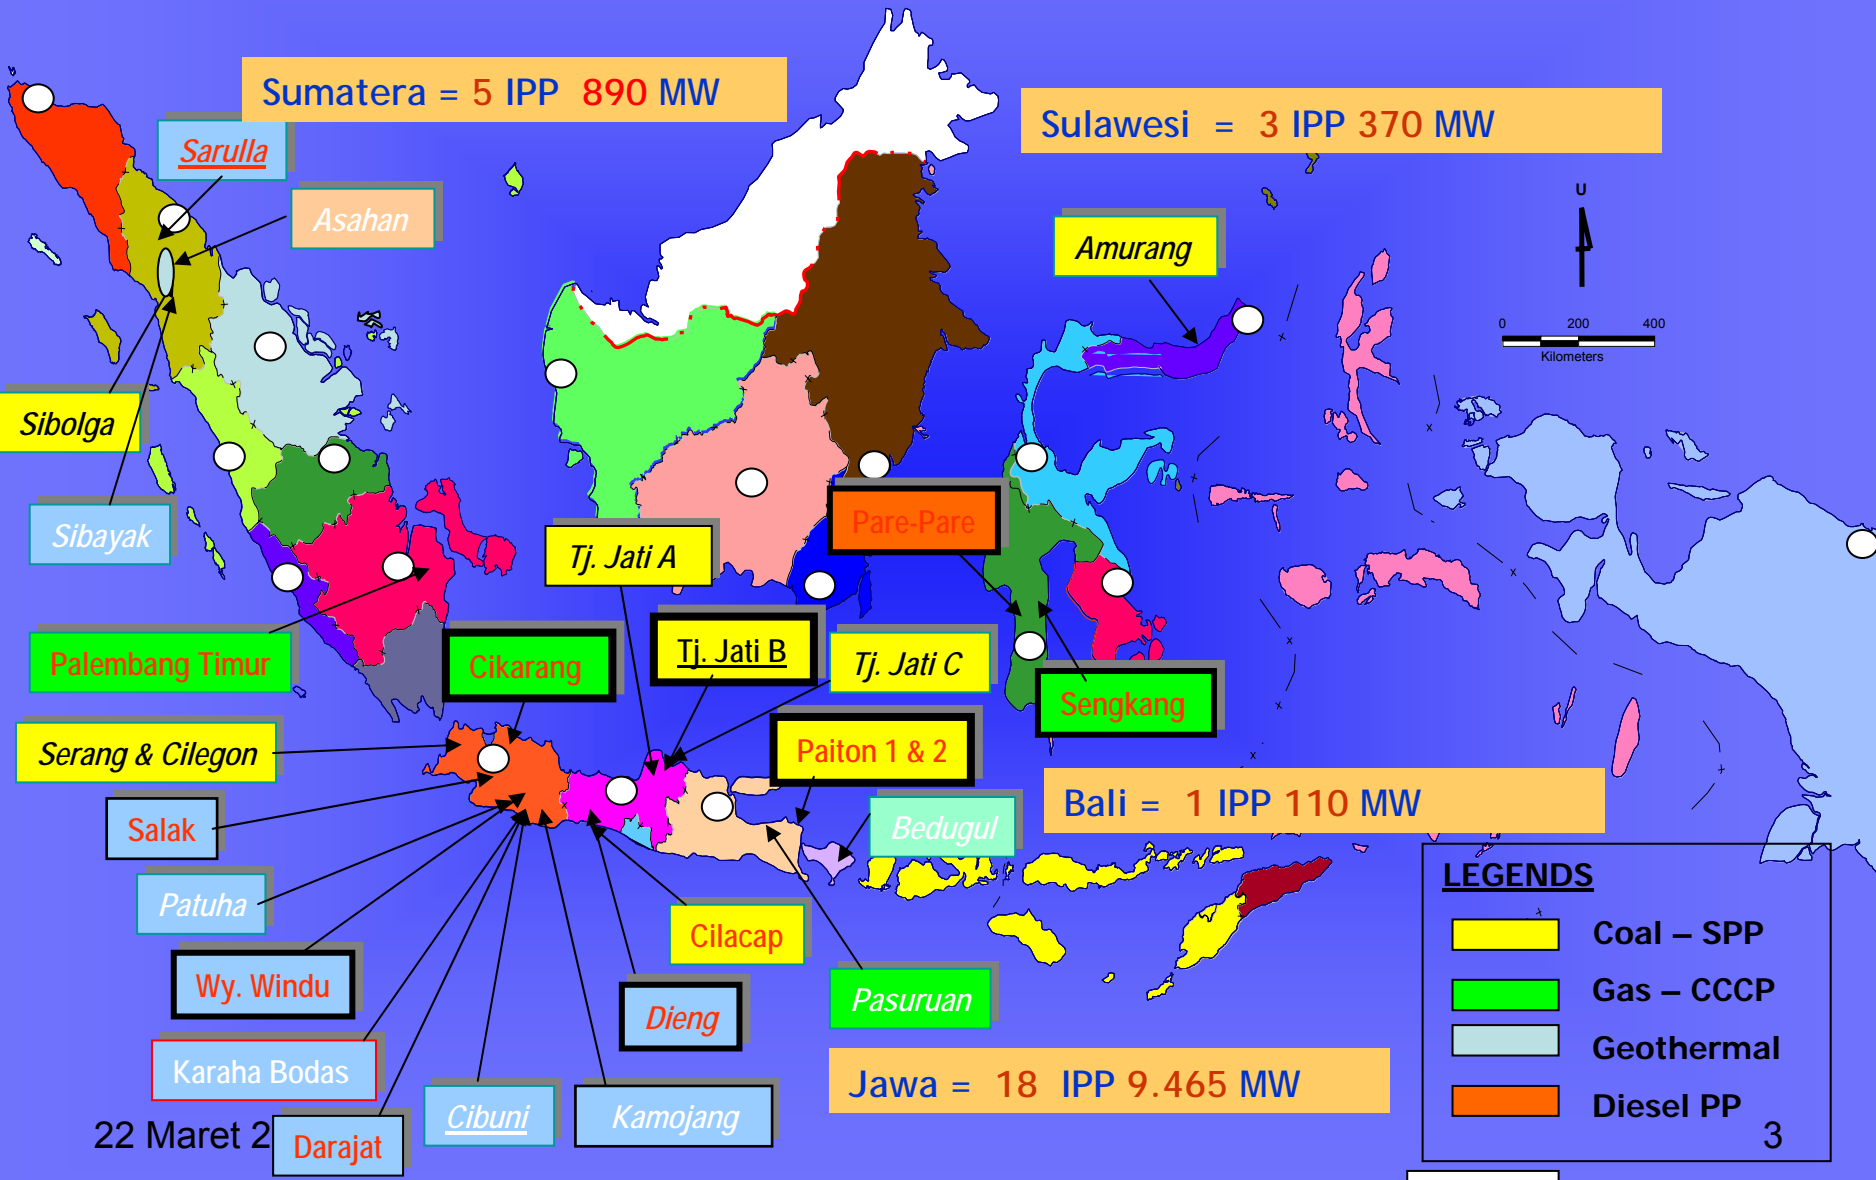 Sumatera = 5 IPP 890 MW
Sulawesi = 3 IPP 370 MW
Sarulla
Asahan
U
Amurang
0 200 400
Kilometers
Sibolga
Sibayak
Pare-Pare
Tj. Jati A
Palembang Timur
Cikarang
Tj. Jati B
Tj. Jati C
Sengkang
Serang & Cilegon
Paiton 1 & 2
Salak
Bedugul
Bali = 1 IPP 110 MW
Patuha
Cilacap
LEGENDS
Coal – SPP
Gas – CCCP
Geothermal
Diesel PP
Wy. Windu
Dieng
Pasuruan
Karaha Bodas
Jawa = 18 IPP 9.465 MW
Cibuni
Kamojang
22 Maret 2
Darajat
3